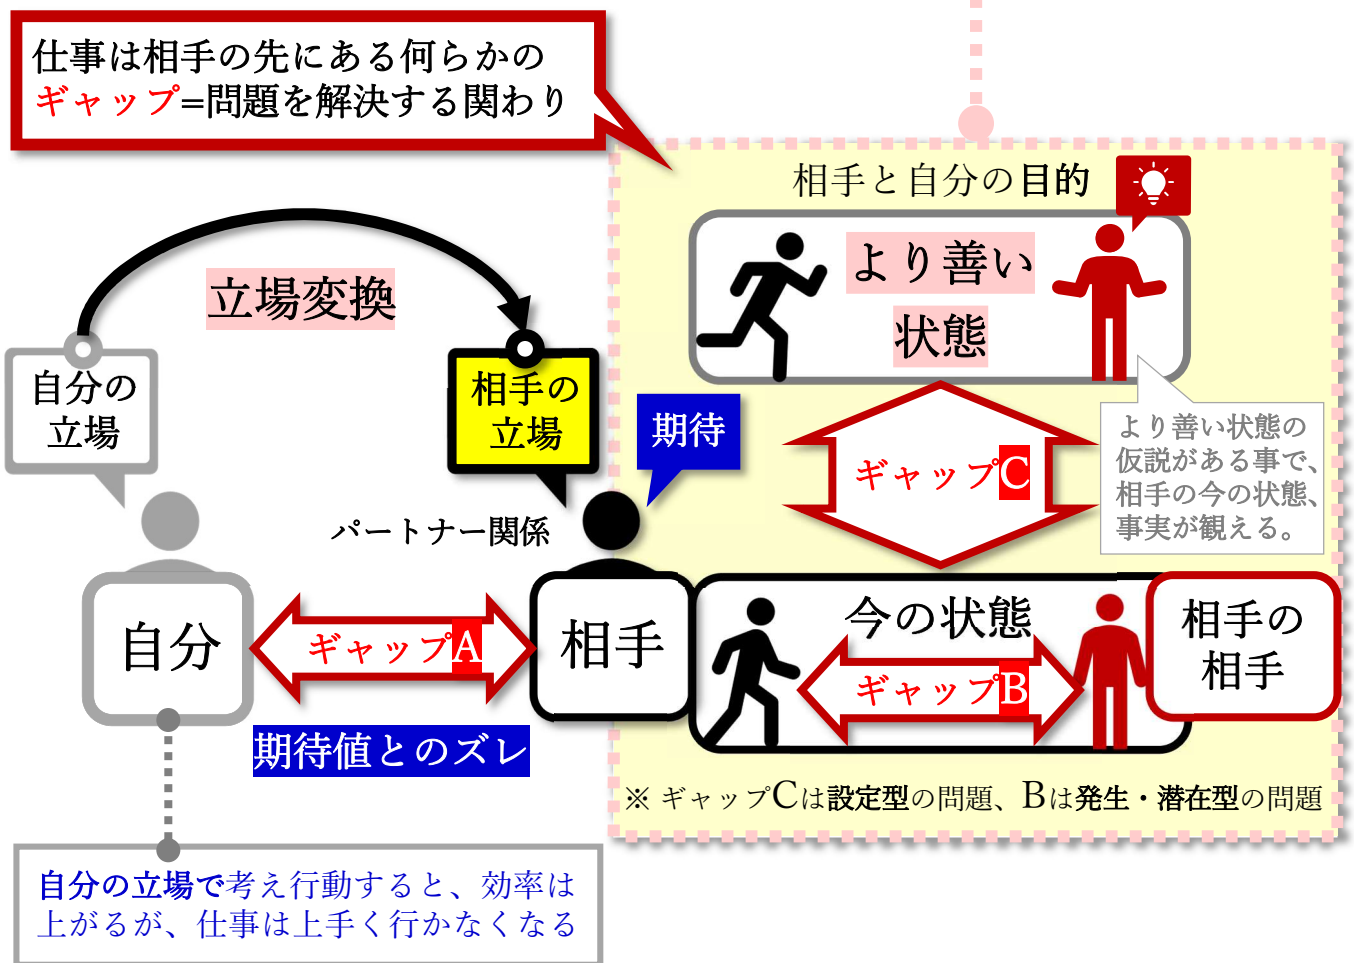 仕事は相手の先にある何らかの
ギャップ=問題を解決する関わり
相手と自分の目的
より善い
状態
立場変換
自分の
立場
相手の
立場
期待
ギャップC
より善い状態の
仮説がある事で、
相手の今の状態、
事実が観える。
パートナー関係
自分
ギャップA
相手
今の状態
ギャップB
相手の
相手
期待値とのズレ
※ ギャップCは設定型の問題、Bは発生・潜在型の問題
自分の立場で考え行動すると、効率は
上がるが、仕事は上手く行かなくなる